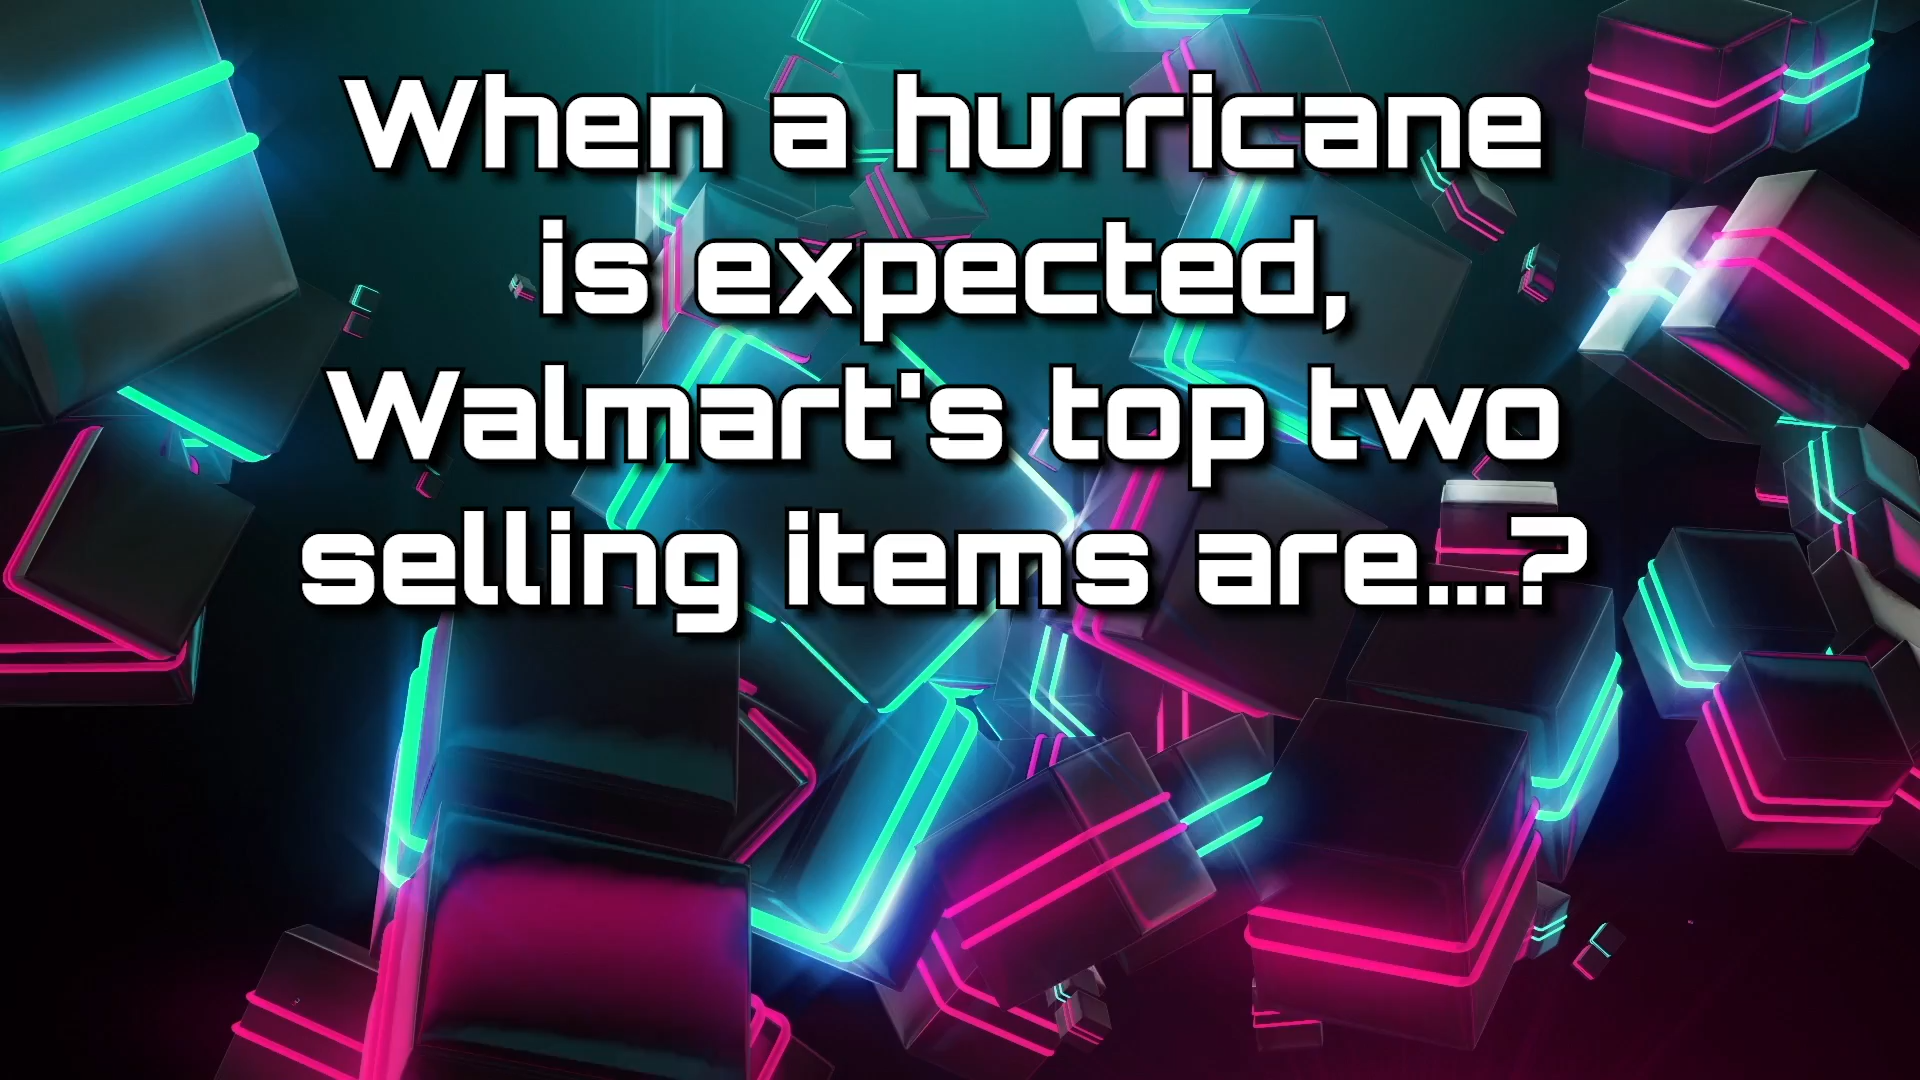 When a hurricane
is expected,
Walmart's top two
selling items are...?